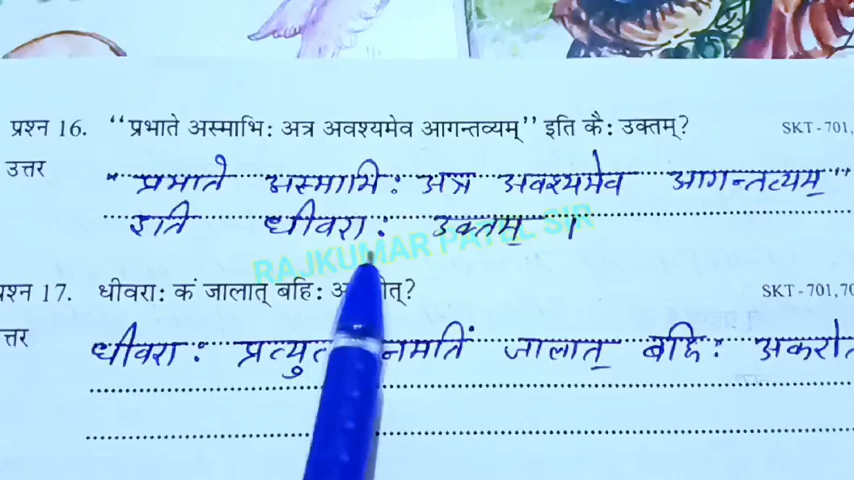 प्रश्न 16. "प्रभाते अस्माभि: अत्र अवश्यमेव आगन्तव्यम्" इति कै: उक्तम्? SKT-701,
उत्तर "प्रभाते अस्माभि: अत्र अवश्यमेव आगन्तव्यम्"
इति धीवरा: उक्तम् ।
RAJKUMAR PATEL SIR
प्रश्न 17. धीवरा: कं जालात् बहि: SKT-701,70
त्तर धीवरा: जालात् बहि: अकरोत